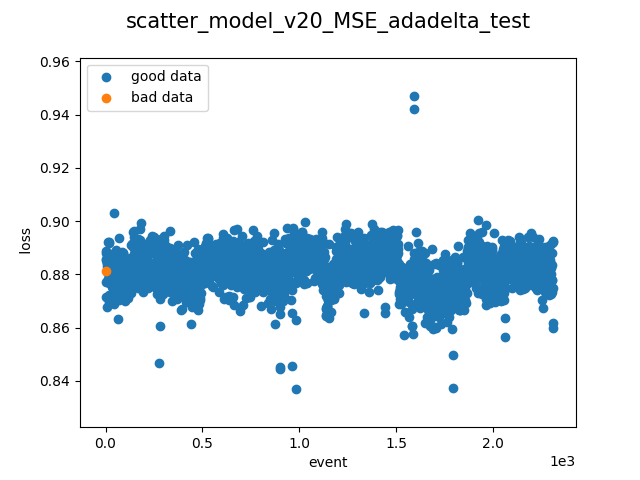 scatter_model_v20_MSE_adadelta_test
0.96
0.94
0.92
0.90
0.88
0.86
0.84
loss
good data
bad data
0.0
0.5
1.0
1.5
2.0
event
1e3